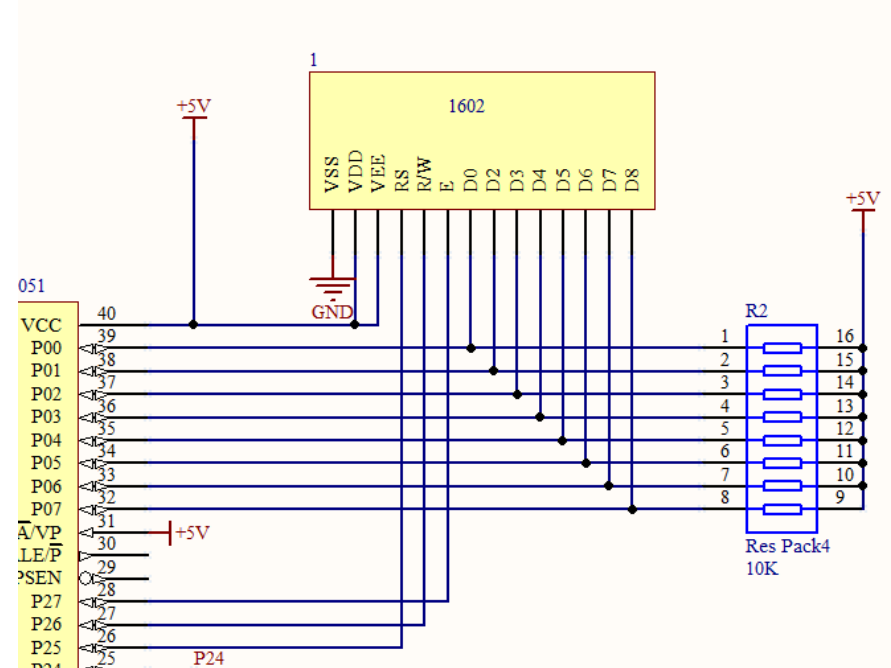 1
+5V
1602
VSS VDD VEE RS R/W E D0 D2 D3 D4 D5 D6 D7 D8
+5V
051
GND
R2
VCC 40
P00 39 1 16
P01 38 2 15
P02 37 3 14
P03 36 4 13
P04 35 5 12
P05 34 6 11
P06 33 7 10
P07 32 8 9
A/VP 31 +5V
LE/P 30
PSEN 29
Res Pack4
10K
P27 28
P26 27
P25 26
P24 25 P24